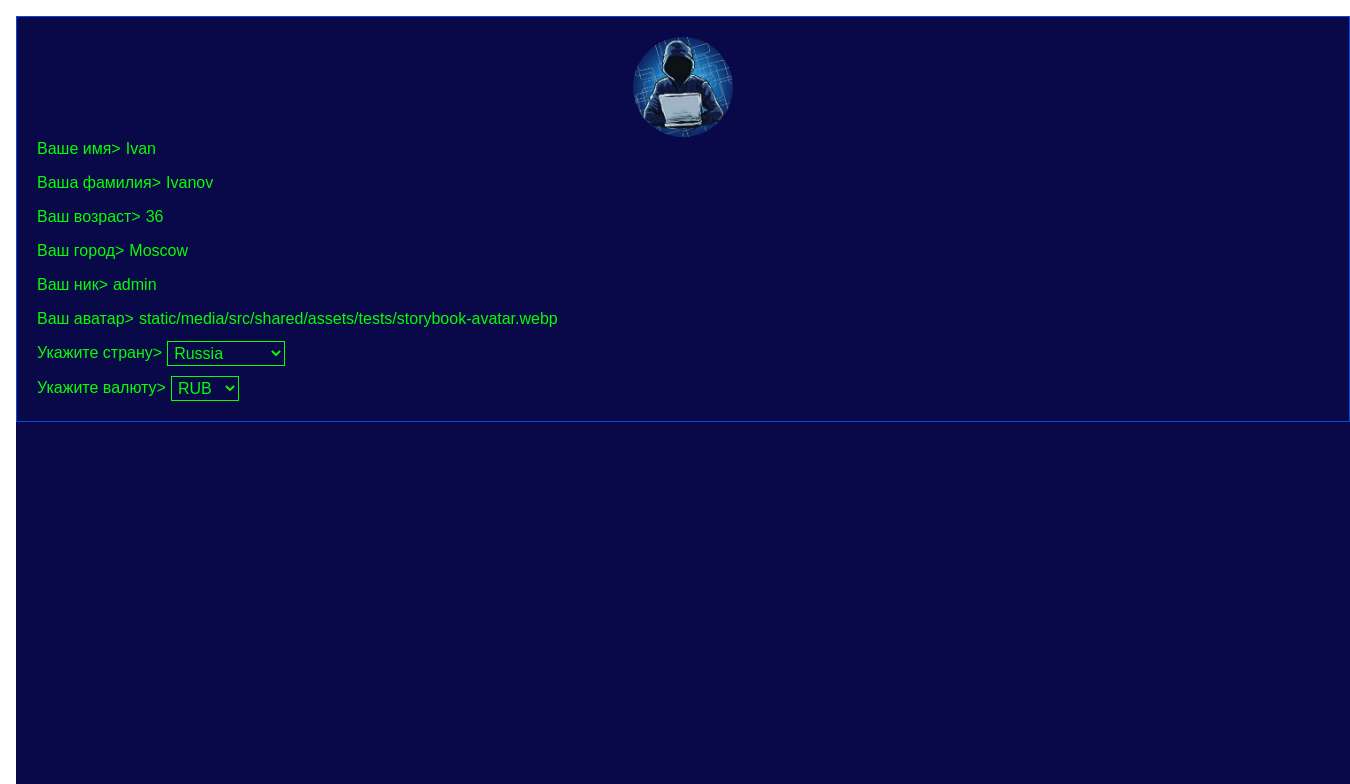 Ваше имя> Ivan
Ваша фамилия> Ivanov
Ваш возраст> 36
Ваш город> Moscow
Ваш ник> admin
Ваш аватар> static/media/src/shared/assets/tests/storybook-avatar.webp
Укажите страну> Russia
Укажите валюту> RUB